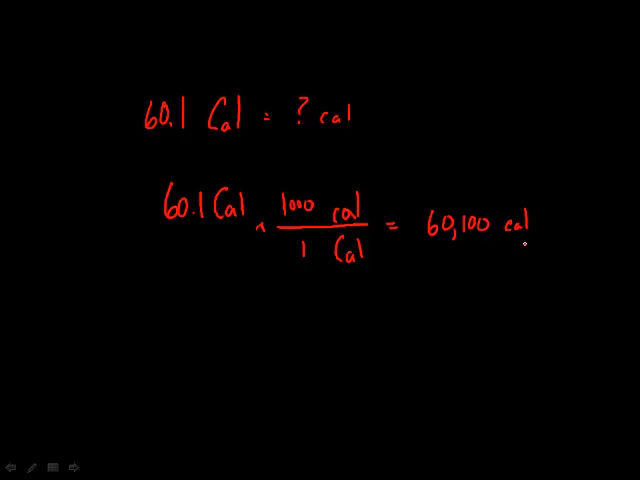 60.1 Cal = ? cal
60.1 Cal × 1000 cal / 1 Cal = 60,100 cal